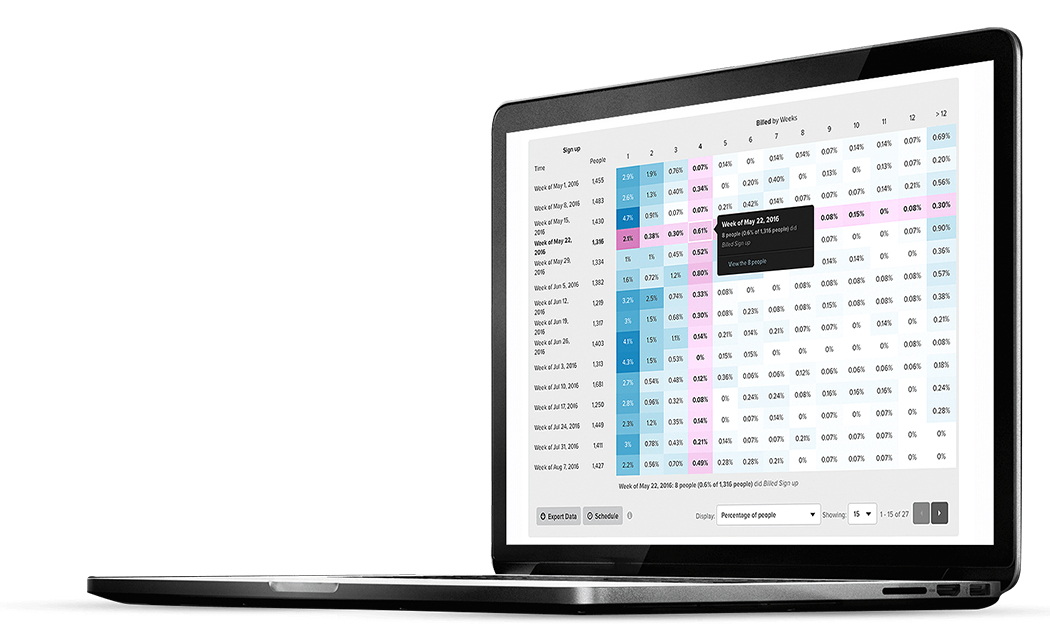 Billed by Weeks
Sign up
Time People 1 2 3 4 5 6 7 8 9 10 11 12 > 12
Week of May 1, 2016 1,455 2.9% 1.9% 0.76% 0.07% 0.14% 0% 0.14% 0.14% 0.07% 0.14% 0.14% 0.07% 0.69%
Week of May 8, 2016 1,483 2.6% 1.3% 0.40% 0.34% 0% 0.20% 0.40% 0% 0.13% 0% 0.13% 0.07% 0.20%
Week of May 15, 2016 1,430 4.7% 0.91% 0.07% 0.07% 0.21% 0.42% 0.14% 0.07% 0.07% 0.07% 0.14% 0.21% 0.56%
Week of May 22, 2016 1,316 2.1% 0.38% 0.30% 0.61% 0.08% 0.15% 0% 0.08% 0.30%
Week of May 29, 2016 1,334 1% 1% 0.45% 0.52% 0.07% 0% 0% 0.07% 0.90%
Week of Jun 5, 2016 1,382 1.6% 0.72% 1.2% 0.80% 0.14% 0.14% 0% 0% 0.36%
Week of Jun 12, 2016 1,219 3.2% 2.5% 0.74% 0.33% 0.08% 0% 0% 0.08% 0.08% 0.08% 0.08% 0.08% 0.57%
Week of Jun 19, 2016 1,317 3% 1.5% 0.68% 0.30% 0.08% 0.23% 0.08% 0.08% 0.15% 0.08% 0.08% 0.08% 0.38%
Week of Jun 26, 2016 1,403 4.1% 1.5% 1.1% 0.14% 0.21% 0.14% 0.21% 0.07% 0.07% 0% 0.14% 0% 0.21%
Week of Jul 3, 2016 1,313 4.3% 1.5% 0.53% 0% 0.15% 0.15% 0% 0% 0% 0% 0% 0.08% 0.08%
Week of Jul 10, 2016 1,681 2.7% 0.54% 0.48% 0.12% 0.36% 0.06% 0.06% 0.12% 0.06% 0.06% 0.06% 0.06% 0.18%
Week of Jul 17, 2016 1,250 2.8% 0.96% 0.32% 0.08% 0% 0.24% 0.24% 0.08% 0.16% 0.16% 0.16% 0% 0.24%
Week of Jul 24, 2016 1,449 2.3% 1.2% 0.35% 0.14% 0% 0.14% 0.07% 0.14% 0% 0% 0% 0% 0.28%
Week of Jul 31, 2016 1,411 3% 0.78% 0.43% 0.21% 0.14% 0.07% 0.07% 0.21% 0% 0% 0% 0% 0%
Week of Aug 7, 2016 1,427 2.2% 0.56% 0.70% 0.49% 0.28% 0.28% 0.21% 0% 0.07% 0.07% 0.07% 0% 0%
Week of May 22, 2016
8 people (0.6% of 1,316 people) did
Billed Sign up
View the 8 people
Week of May 22, 2016: 8 people (0.6% of 1,316 people) did Billed Sign up
Export Data Schedule Display: Percentage of people Showing: 15 1 - 15 of 27